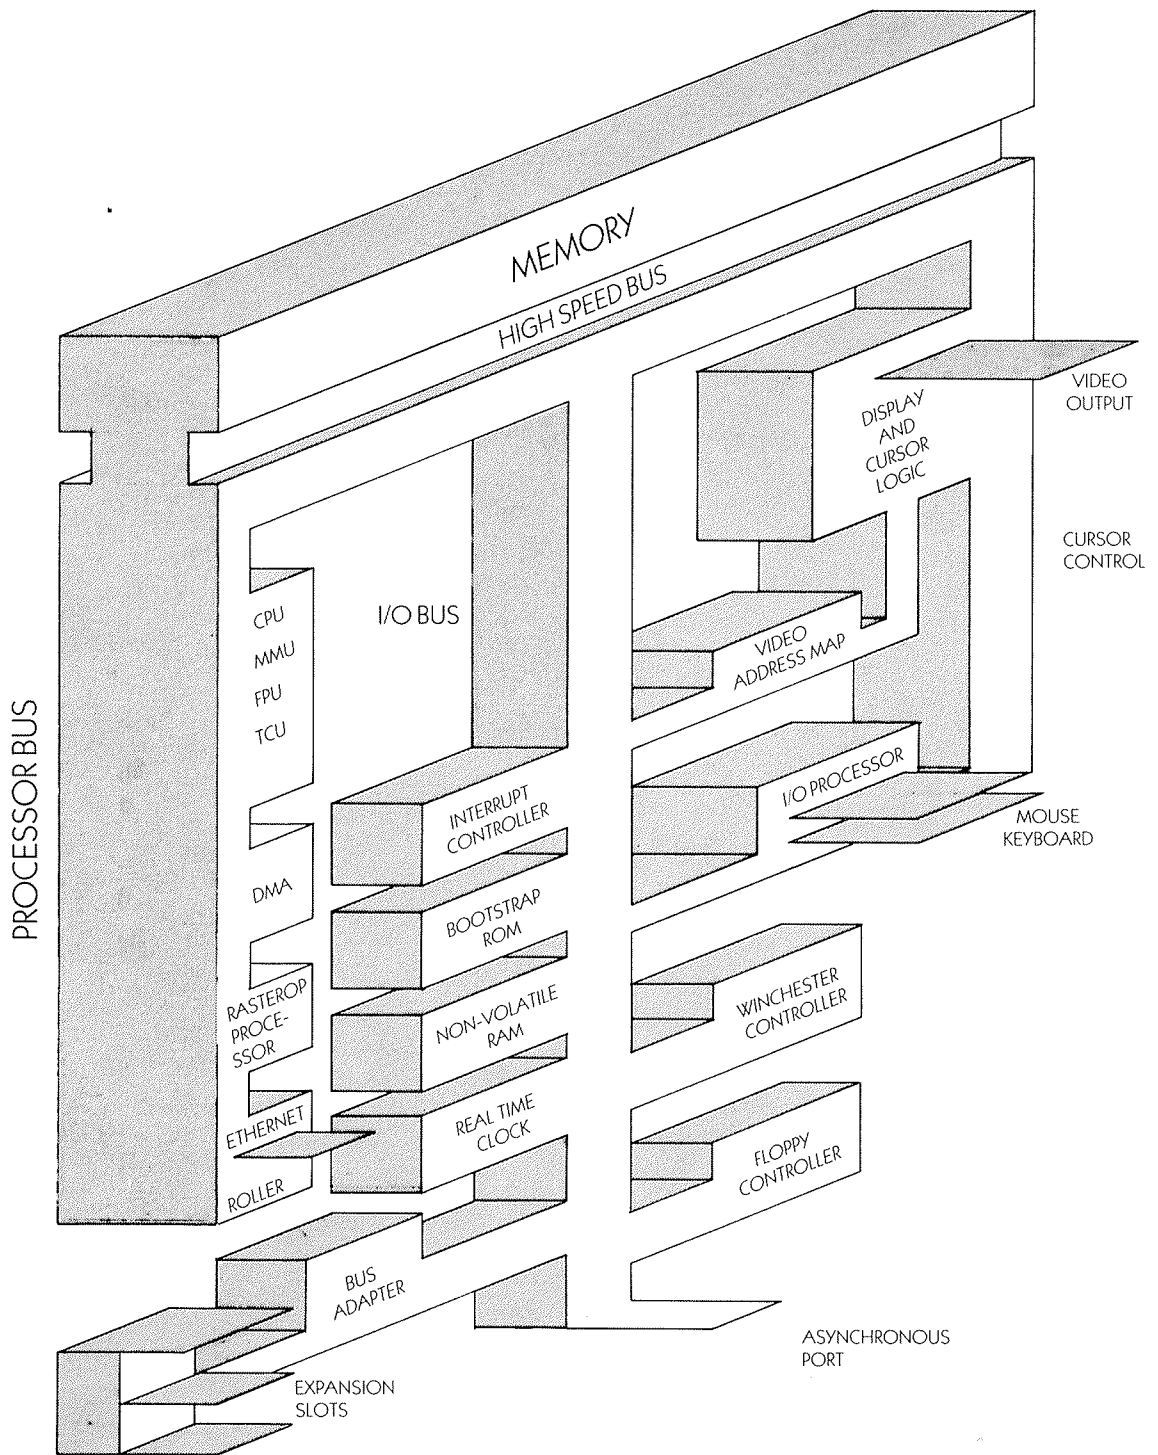 MEMORY
HIGH SPEED BUS
VIDEO
OUTPUT
DISPLAY
AND
CURSOR
LOGIC
CURSOR
CONTROL
PROCESSOR BUS
CPU
MMU
FPU
TCU
I/O BUS
VIDEO
ADDRESS MAP
I/O PROCESSOR
MOUSE
KEYBOARD
INTERRUPT
CONTROLLER
DMA
BOOTSTRAP
ROM
RASTEROP
PROCE-
SSOR
NON-VOLATILE
RAM
WINCHESTER
CONTROLLER
ETHERNET
ROLLER
REAL TIME
CLOCK
FLOPPY
CONTROLLER
BUS
ADAPTER
EXPANSION
SLOTS
ASYNCHRONOUS
PORT